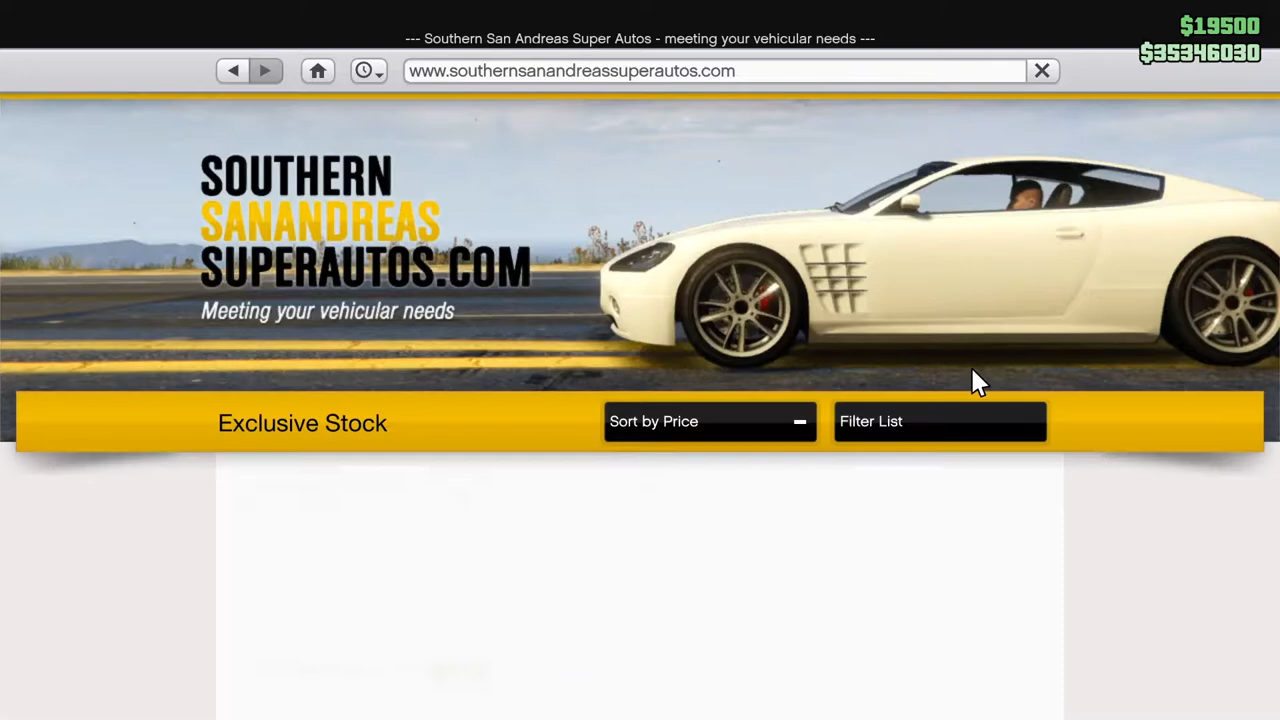 --- Southern San Andreas Super Autos - meeting your vehicular needs ---
$19500
$35346030
www.southernsanandreassuperautos.com
SOUTHERN
SANANDREAS
SUPERAUTOS.COM
Meeting your vehicular needs
Exclusive Stock
Sort by Price
Filter List